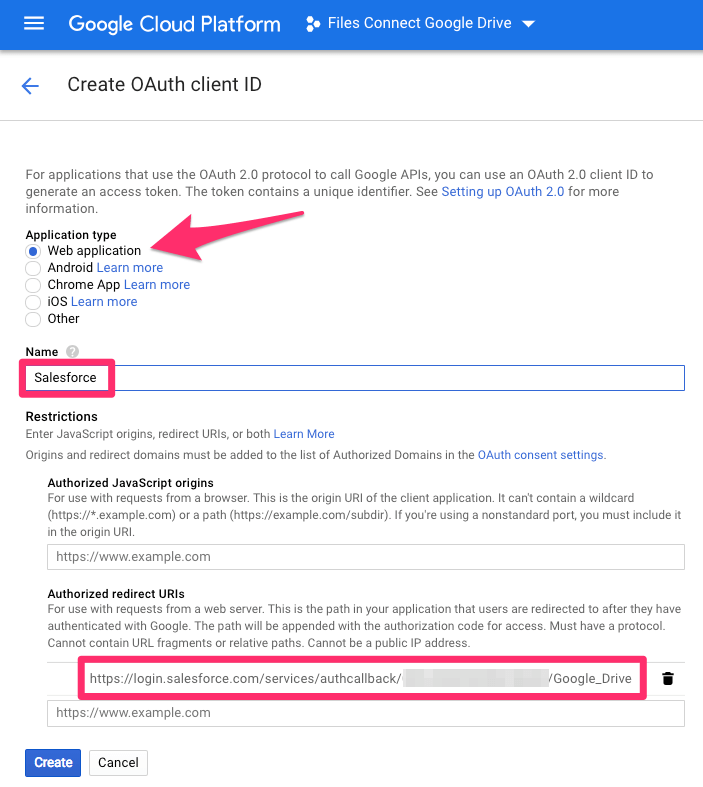 Google Cloud Platform Files Connect Google Drive
Create OAuth client ID
For applications that use the OAuth 2.0 protocol to call Google APIs, you can use an OAuth 2.0 client ID to
generate an access token. The token contains a unique identifier. See Setting up OAuth 2.0 for more
information.
Application type
Web application
Android Learn more
Chrome App Learn more
iOS Learn more
Other
Name ?
Salesforce
Restrictions
Enter JavaScript origins, redirect URIs, or both Learn More
Origins and redirect domains must be added to the list of Authorized Domains in the OAuth consent settings.
Authorized JavaScript origins
For use with requests from a browser. This is the origin URI of the client application. It can't contain a wildcard
(https://*.example.com) or a path (https://example.com/subdir). If you're using a nonstandard port, you must include it
in the origin URI.
https://www.example.com
Authorized redirect URIs
For use with requests from a web server. This is the path in your application that users are redirected to after they have
authenticated with Google. The path will be appended with the authorization code for access. Must have a protocol.
Cannot contain URL fragments or relative paths. Cannot be a public IP address.
https://login.salesforce.com/services/authcallback/ /Google_Drive
https://www.example.com
Create Cancel